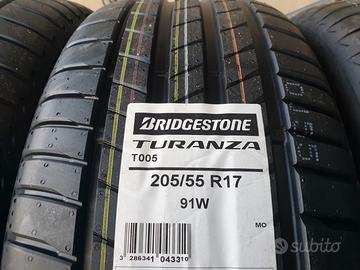 BRIDGESTONE
TURANZA
T005
205/55 R17
91W
MO
3 286341 043310
subito